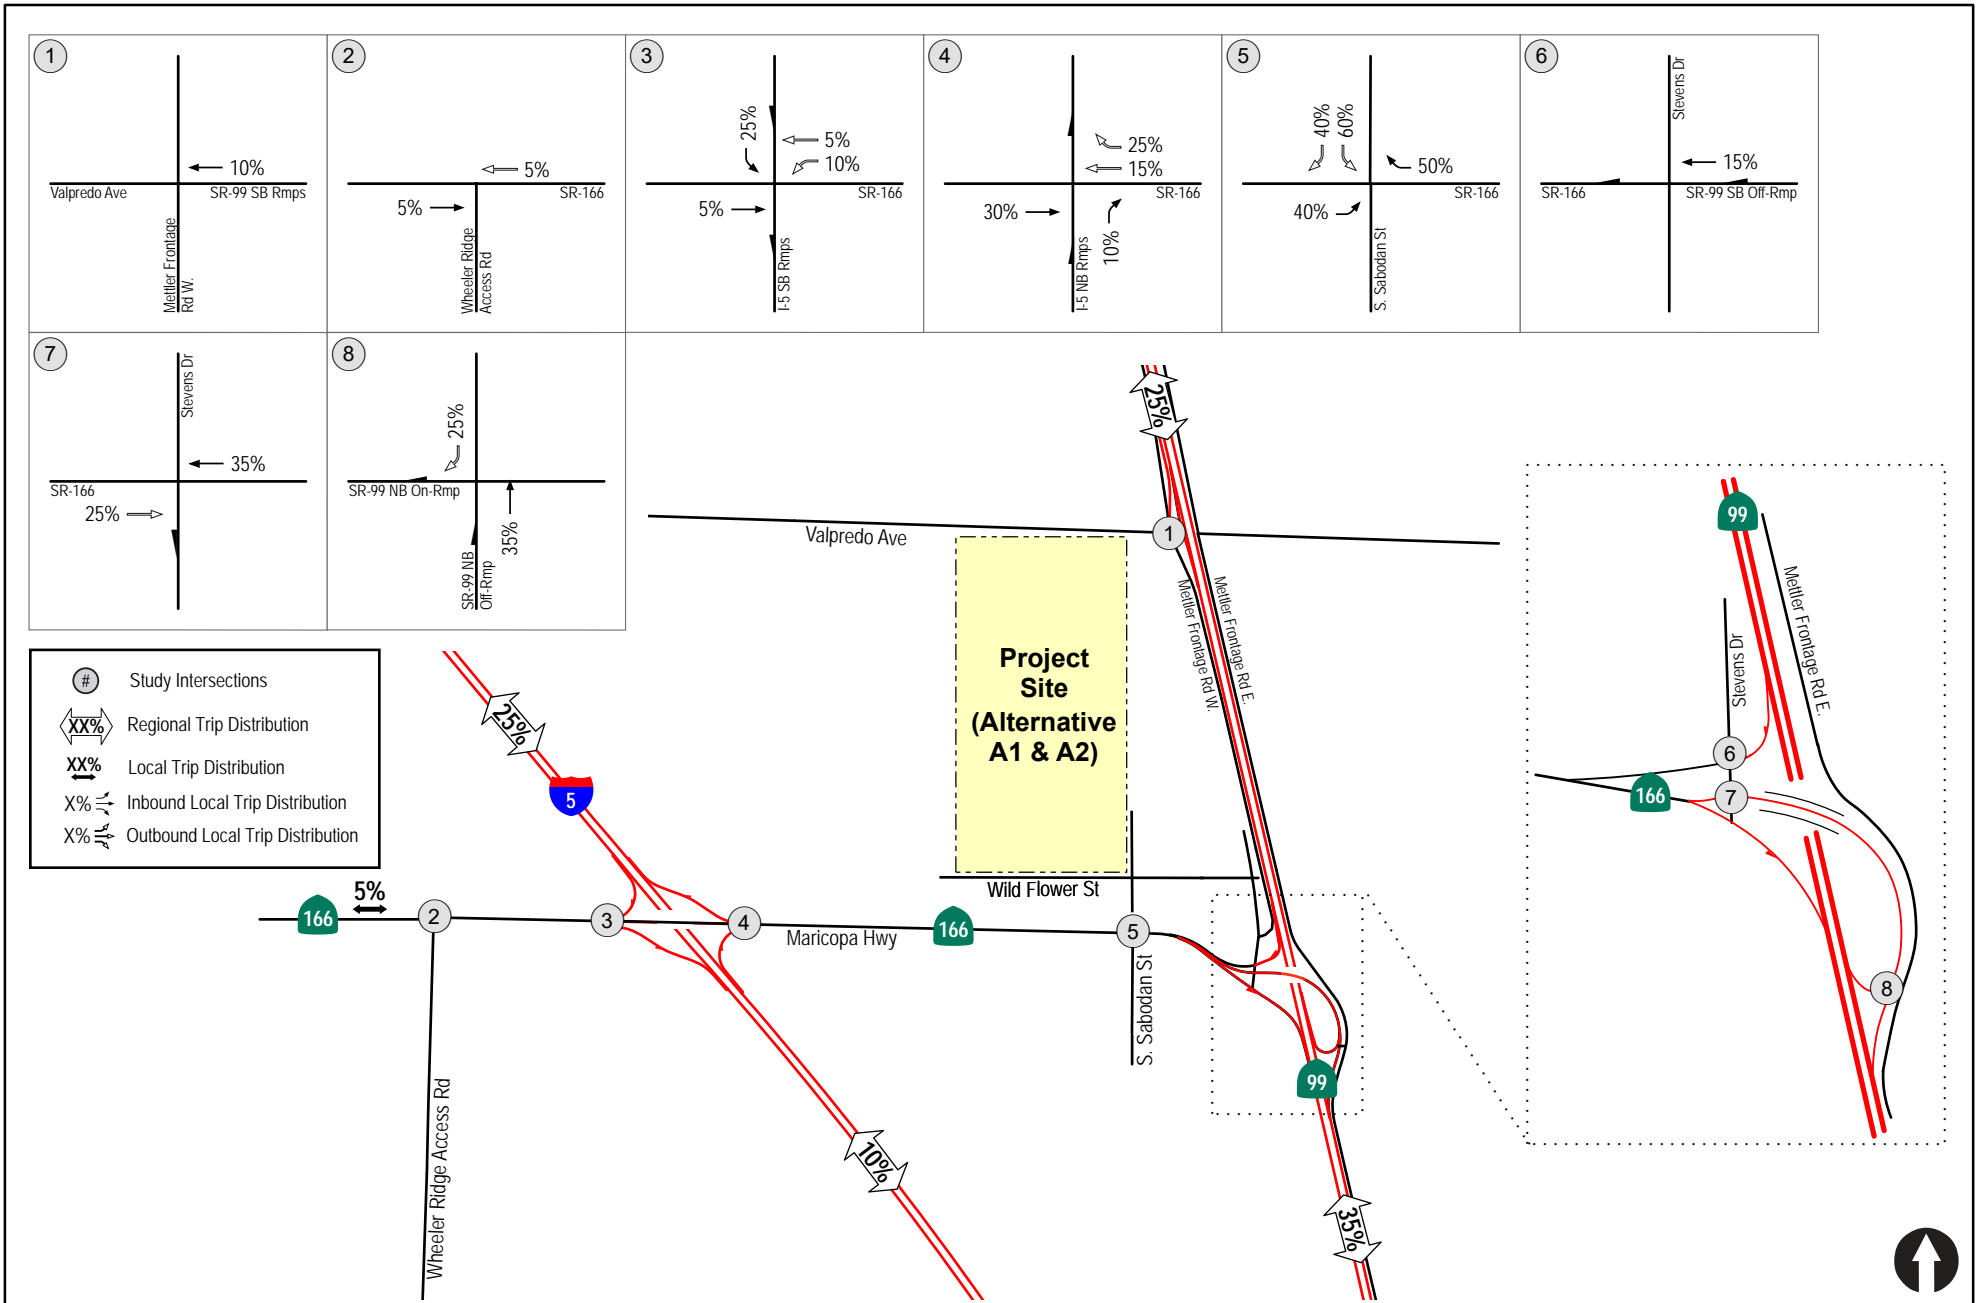 1
10%
Valpredo Ave
SR-99 SB Rmps
Mettler Frontage
Rd W.
2
5%
SR-166
5%
Wheeler Ridge
Access Rd
3
25%
5%
10%
SR-166
5%
I-5 SB Rmps
4
25%
15%
SR-166
30%
10%
I-5 NB Rmps
5
40%
60%
50%
SR-166
40%
S. Sabodan St
6
Stevens Dr
15%
SR-166
SR-99 SB Off-Rmp
7
Stevens Dr
35%
SR-166
25%
8
25%
SR-99 NB On-Rmp
35%
SR-99 NB
Off-Rmp
# Study Intersections
XX% Regional Trip Distribution
XX% Local Trip Distribution
X% Inbound Local Trip Distribution
X% Outbound Local Trip Distribution
25%
Valpredo Ave
1
Mettler Frontage Rd E.
Mettler Frontage Rd W.
Project
Site
(Alternative
A1 & A2)
25%
5
Wild Flower St
166
5%
2
3
4
Maricopa Hwy
166
5
S. Sabodan St
Wheeler Ridge Access Rd
10%
99
35%
99
Mettler Frontage Rd E.
Stevens Dr
6
166
7
8